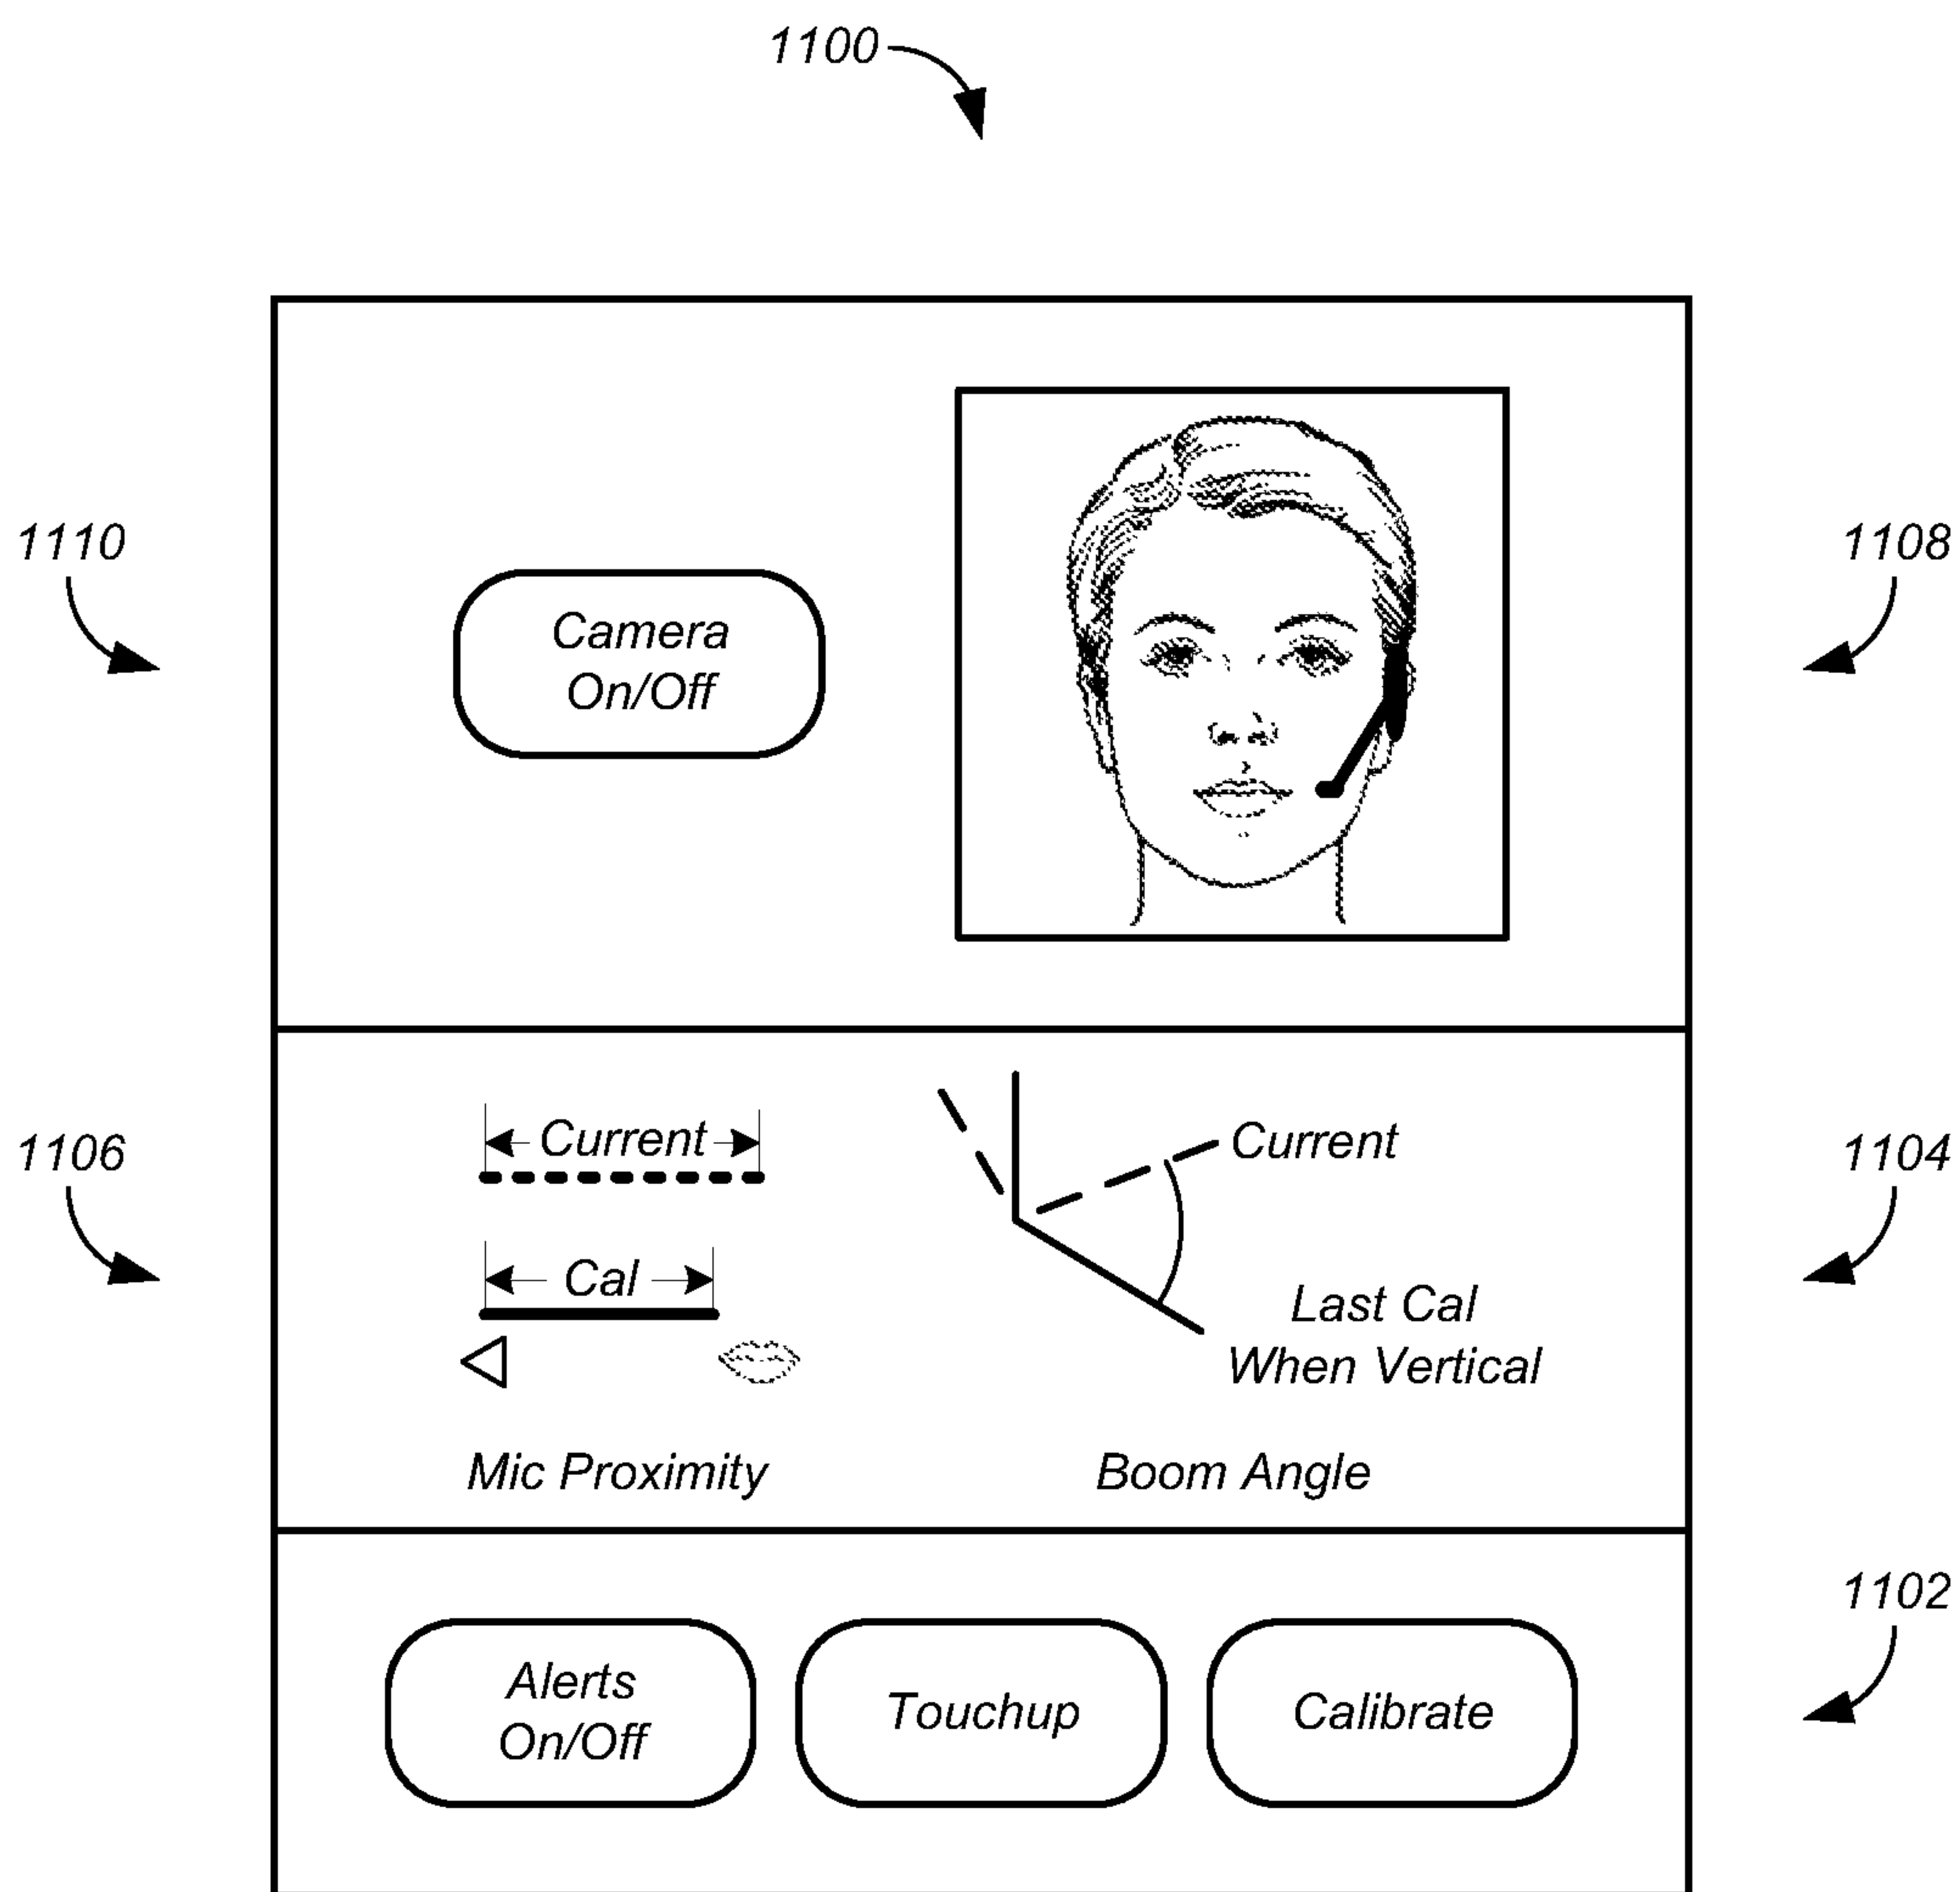 1100
1110
1108
Camera
On/Off
1106
1104
Current
Current
Cal
Last Cal
When Vertical
Mic Proximity
Boom Angle
1102
Alerts
On/Off
Touchup
Calibrate